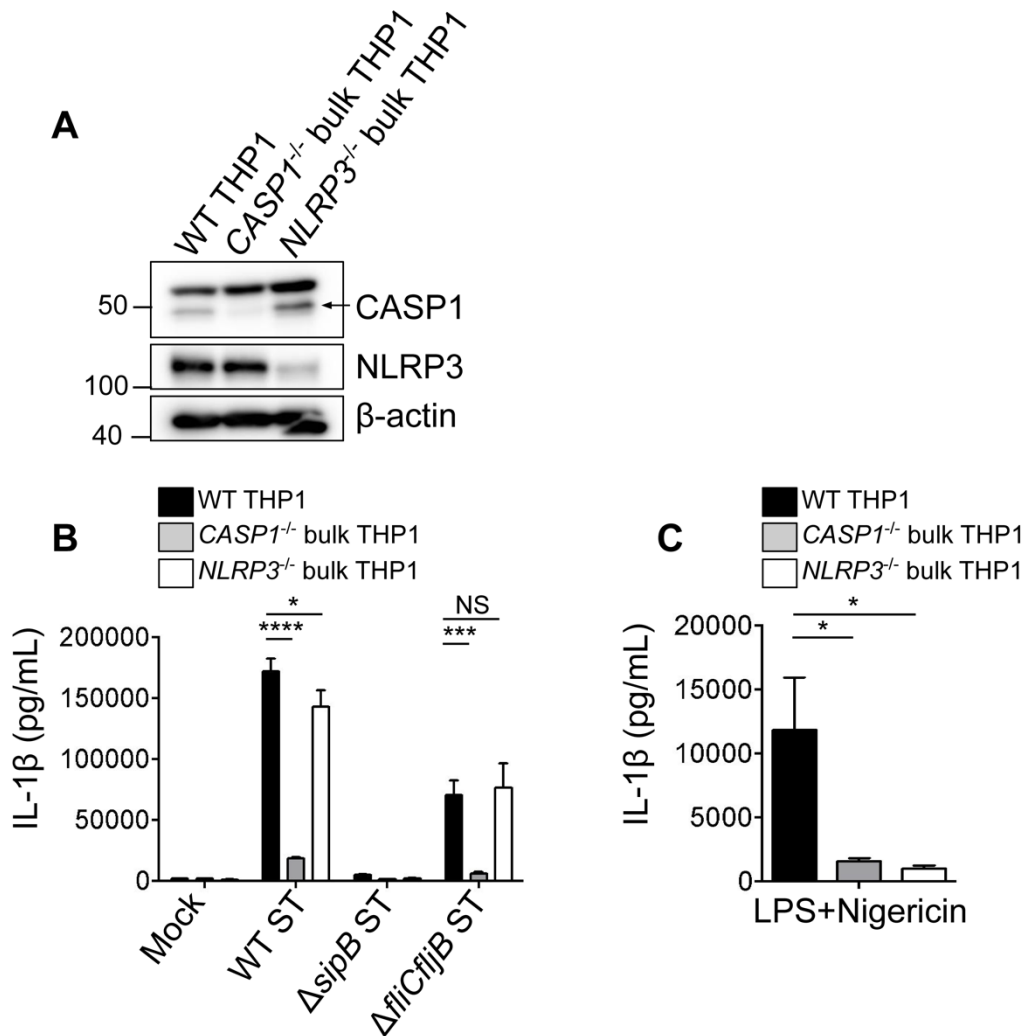 A
WT THP1
CASP1-/- bulk THP1
NLRP3-/- bulk THP1
50
CASP1
NLRP3
100
β-actin
40
B
WT THP1
CASP1-/- bulk THP1
NLRP3-/- bulk THP1
IL-1β (pg/mL)
200000
150000
100000
50000
0
*
****
NS
***
Mock
WT ST
ΔsipB ST
ΔfliCfljB ST
C
WT THP1
CASP1-/- bulk THP1
NLRP3-/- bulk THP1
IL-1β (pg/mL)
20000
15000
10000
5000
0
*
*
LPS+Nigericin